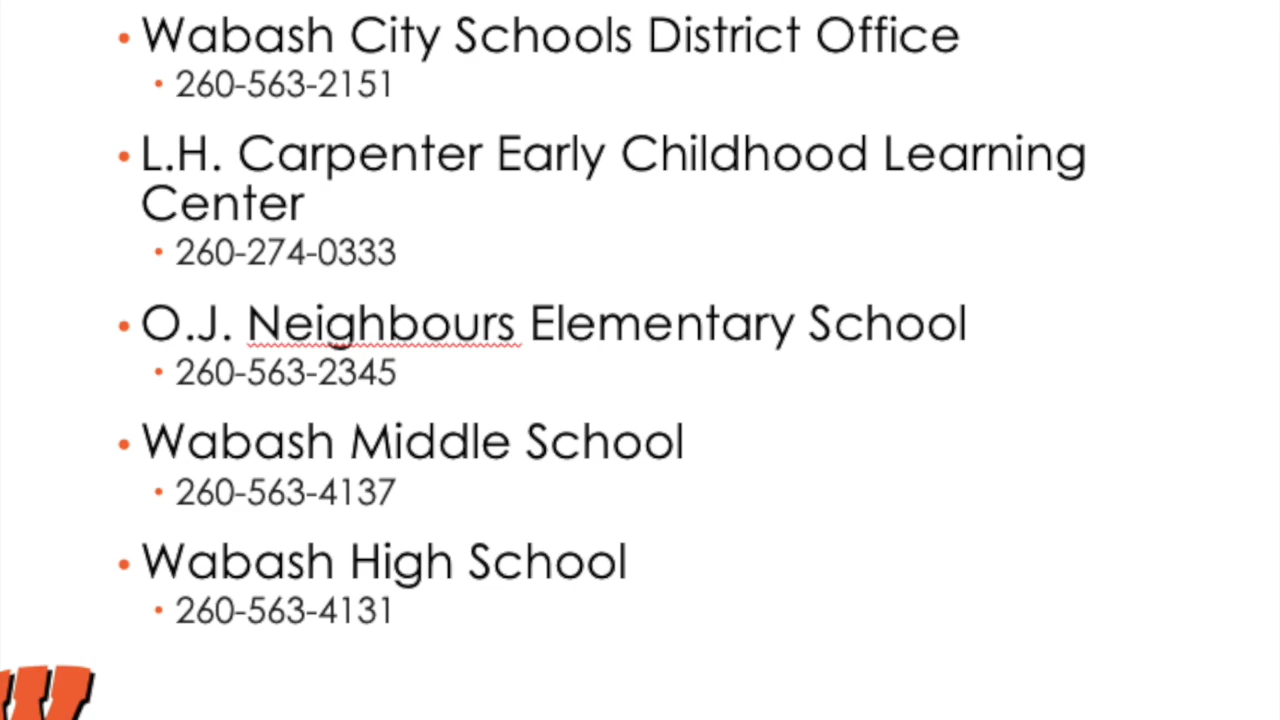 • Wabash City Schools District Office
• 260-563-2151
• L.H. Carpenter Early Childhood Learning
Center
• 260-274-0333
• O.J. Neighbours Elementary School
• 260-563-2345
• Wabash Middle School
• 260-563-4137
• Wabash High School
• 260-563-4131
W